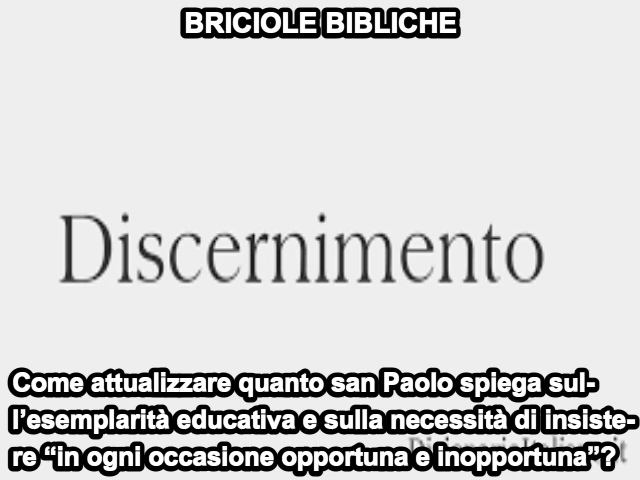 BRICIOLE BIBLICHE
Discernimento
Come attualizzare quanto san Paolo spiega sul-
l’esemplarità educativa e sulla necessità di insiste-
re “in ogni occasione opportuna e inopportuna”?